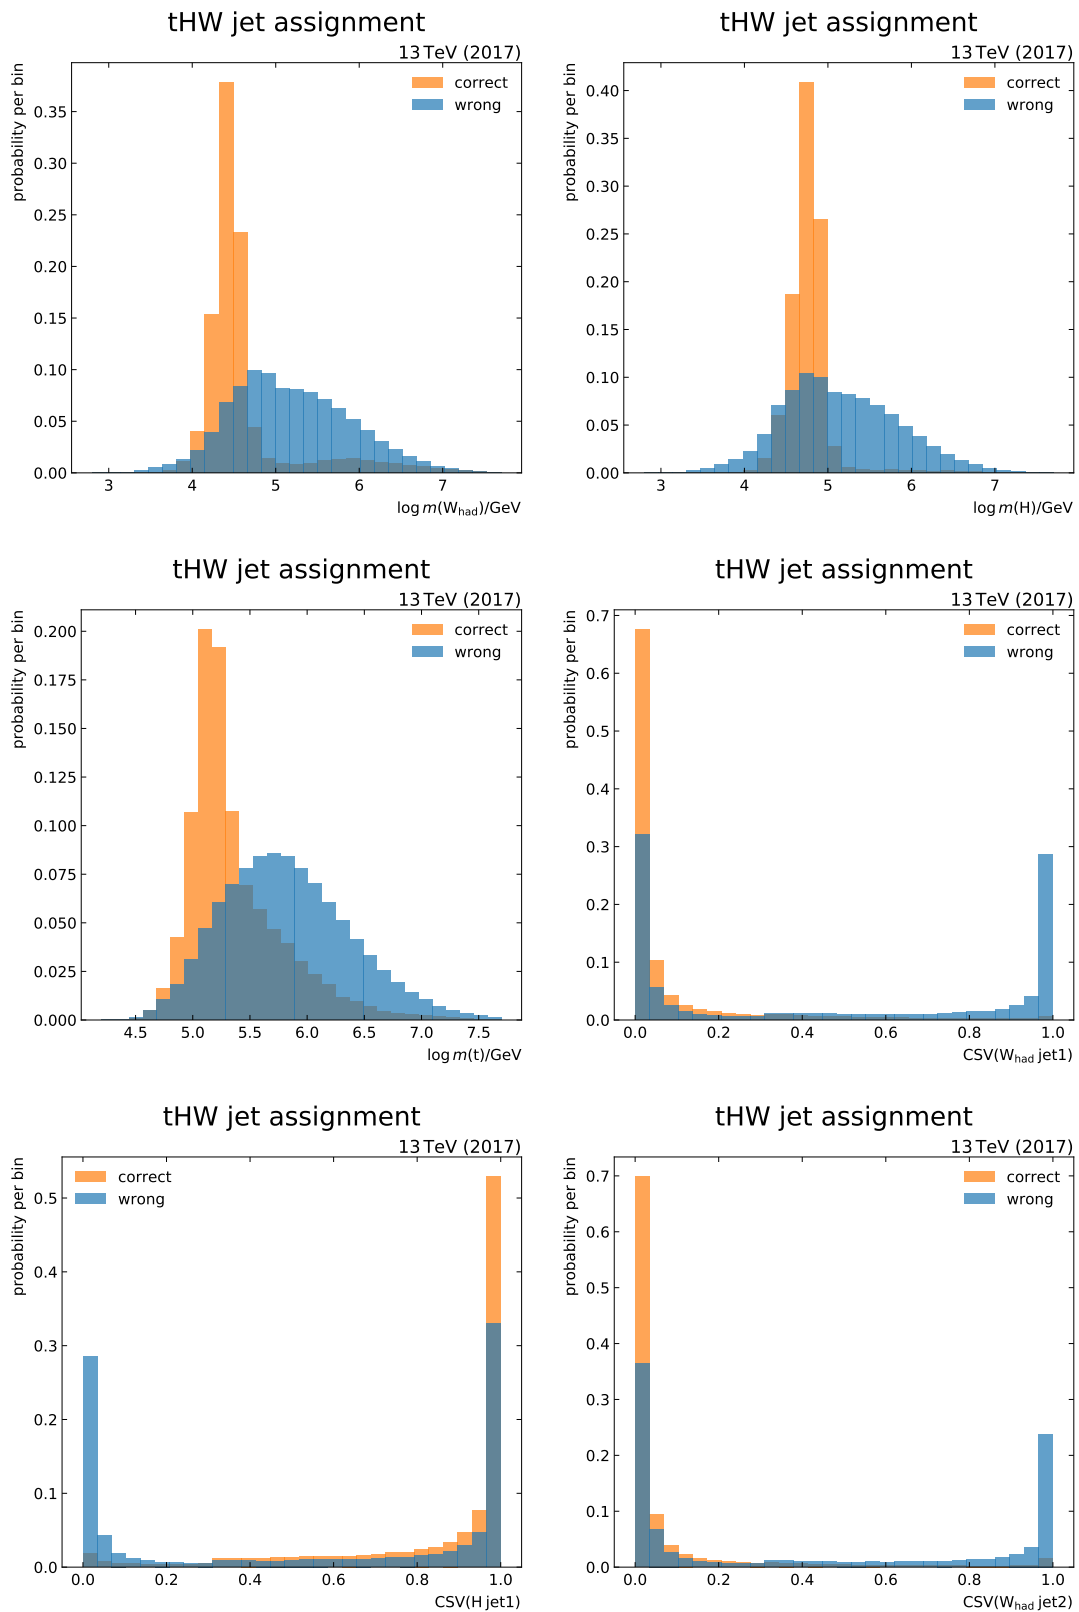 tHW jet assignment
13 TeV (2017)
probability per bin
correct
wrong
0.35
0.30
0.25
0.20
0.15
0.10
0.05
0.00
3 4 5 6 7
log m(W_had)/GeV
tHW jet assignment
13 TeV (2017)
probability per bin
correct
wrong
0.40
0.35
0.30
0.25
0.20
0.15
0.10
0.05
0.00
3 4 5 6 7
log m(H)/GeV
tHW jet assignment
13 TeV (2017)
probability per bin
correct
wrong
0.200
0.175
0.150
0.125
0.100
0.075
0.050
0.025
0.000
4.5 5.0 5.5 6.0 6.5 7.0 7.5
log m(t)/GeV
tHW jet assignment
13 TeV (2017)
probability per bin
correct
wrong
0.7
0.6
0.5
0.4
0.3
0.2
0.1
0.0
0.0 0.2 0.4 0.6 0.8 1.0
CSV(W_had jet1)
tHW jet assignment
13 TeV (2017)
probability per bin
correct
wrong
0.5
0.4
0.3
0.2
0.1
0.0
0.0 0.2 0.4 0.6 0.8 1.0
CSV(H jet1)
tHW jet assignment
13 TeV (2017)
probability per bin
correct
wrong
0.7
0.6
0.5
0.4
0.3
0.2
0.1
0.0
0.0 0.2 0.4 0.6 0.8 1.0
CSV(W_had jet2)